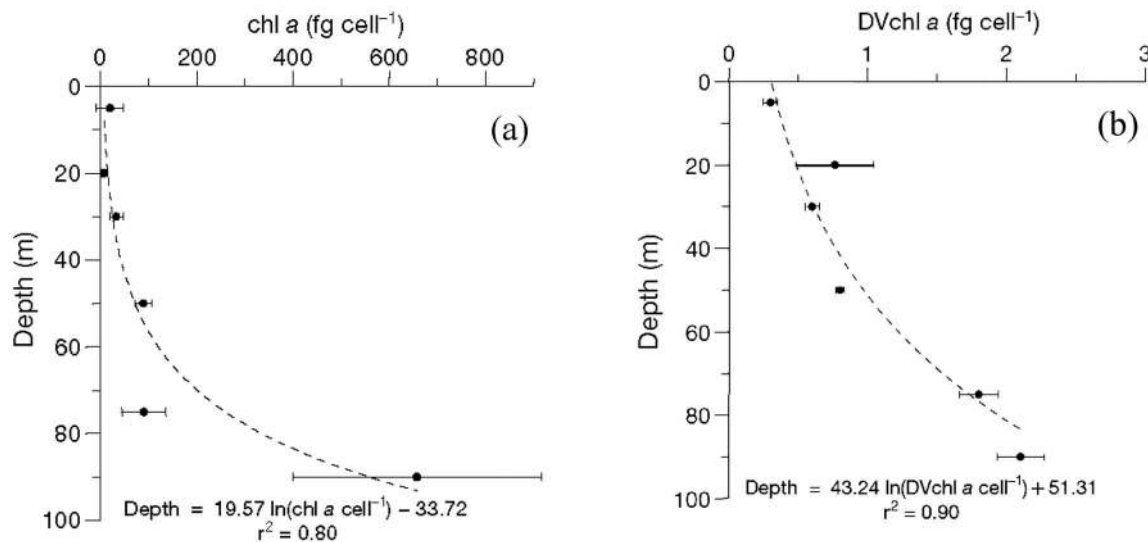 chl a (fg cell⁻¹)
0 200 400 600 800
0
20
40
60
80
100
Depth (m)
(a)
Depth = 19.57 ln(chl a cell⁻¹) – 33.72
r² = 0.80
DVchl a (fg cell⁻¹)
0 1 2 3
0
20
40
60
80
100
Depth (m)
(b)
Depth = 43.24 ln(DVchl a cell⁻¹) + 51.31
r² = 0.90